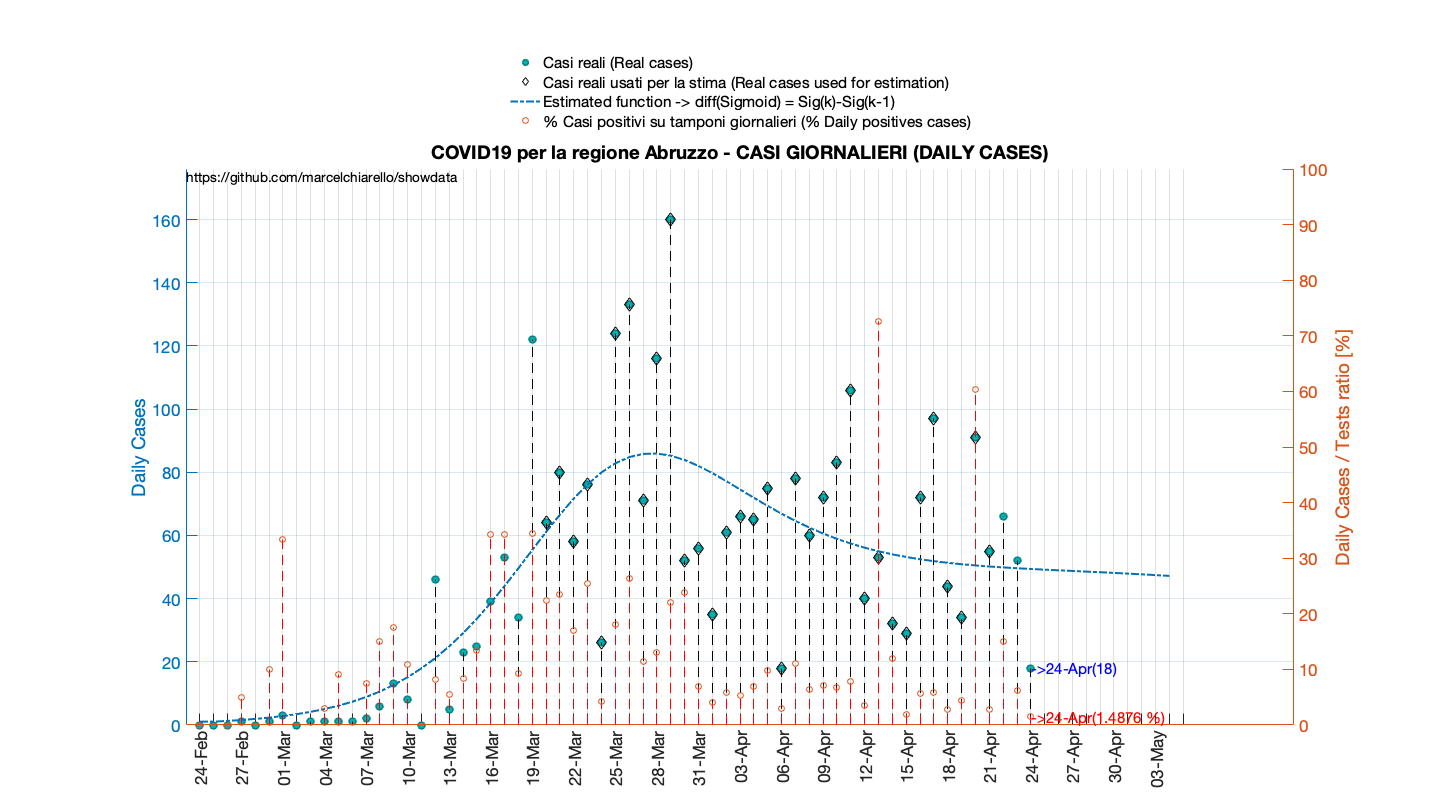 Casi reali (Real cases)
Casi reali usati per la stima (Real cases used for estimation)
Estimated function -> diff(Sigmoid) = Sig(k)-Sig(k-1)
% Casi positivi su tamponi giornalieri (% Daily positives cases)
COVID19 per la regione Abruzzo - CASI GIORNALIERI (DAILY CASES)
https://github.com/marcelchiarello/showdata
Daily Cases
160
140
120
100
80
60
40
20
0
100
90
80
70
60
50
40
30
20
10
0
Daily Cases / Tests ratio [%]
->24-Apr(18)
->24-Apr(1.4876 %)
24-Feb
27-Feb
01-Mar
04-Mar
07-Mar
10-Mar
13-Mar
16-Mar
19-Mar
22-Mar
25-Mar
28-Mar
31-Mar
03-Apr
06-Apr
09-Apr
12-Apr
15-Apr
18-Apr
21-Apr
24-Apr
27-Apr
30-Apr
03-May